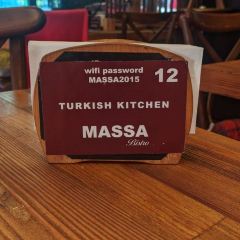 wifi password 12
MASSA2015
TURKISH KITCHEN
MASSA
Bistro